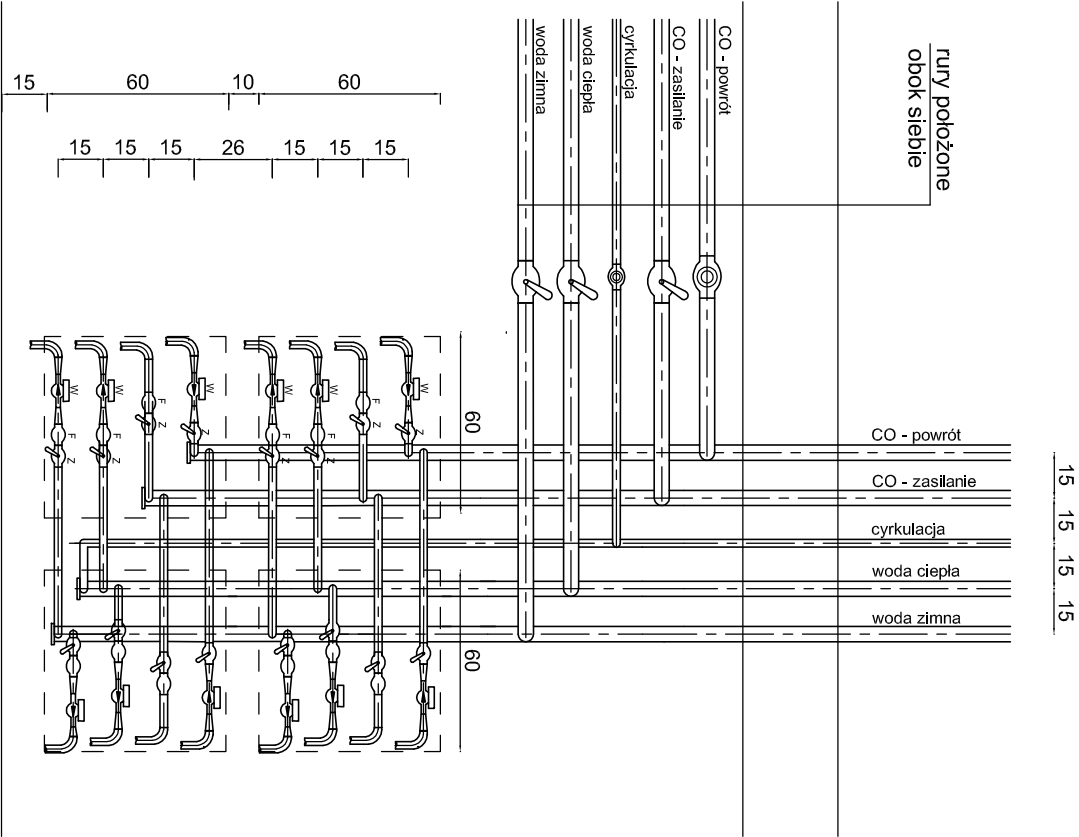 rury położone
obok siebie
woda zimna
woda ciepła
cyrkulacja
CO - zasilanie
CO - powrót
15
60
10
60
15
15
15
26
15
15
15
60
60
W
W
F
Z
W
Z
W
W
F
Z
W
Z
F
Z
F
Z
F
Z
F
Z
CO - powrót
CO - zasilanie
cyrkulacja
woda ciepła
woda zimna
15
15
15
15